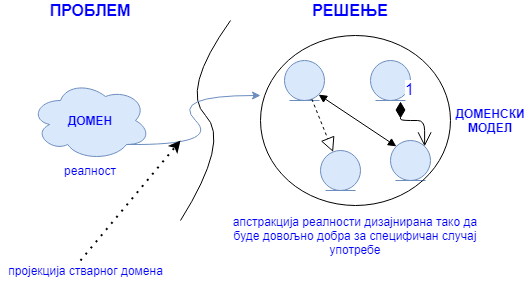 ПРОБЛЕМ
РЕШЕЊЕ
ДОМЕН
реалност
1
ДОМЕНСКИ
МОДЕЛ
апстракција реалности дизајнирана тако да
буде довољно добра за специфичан случај
употребе
пројекција стварног домена